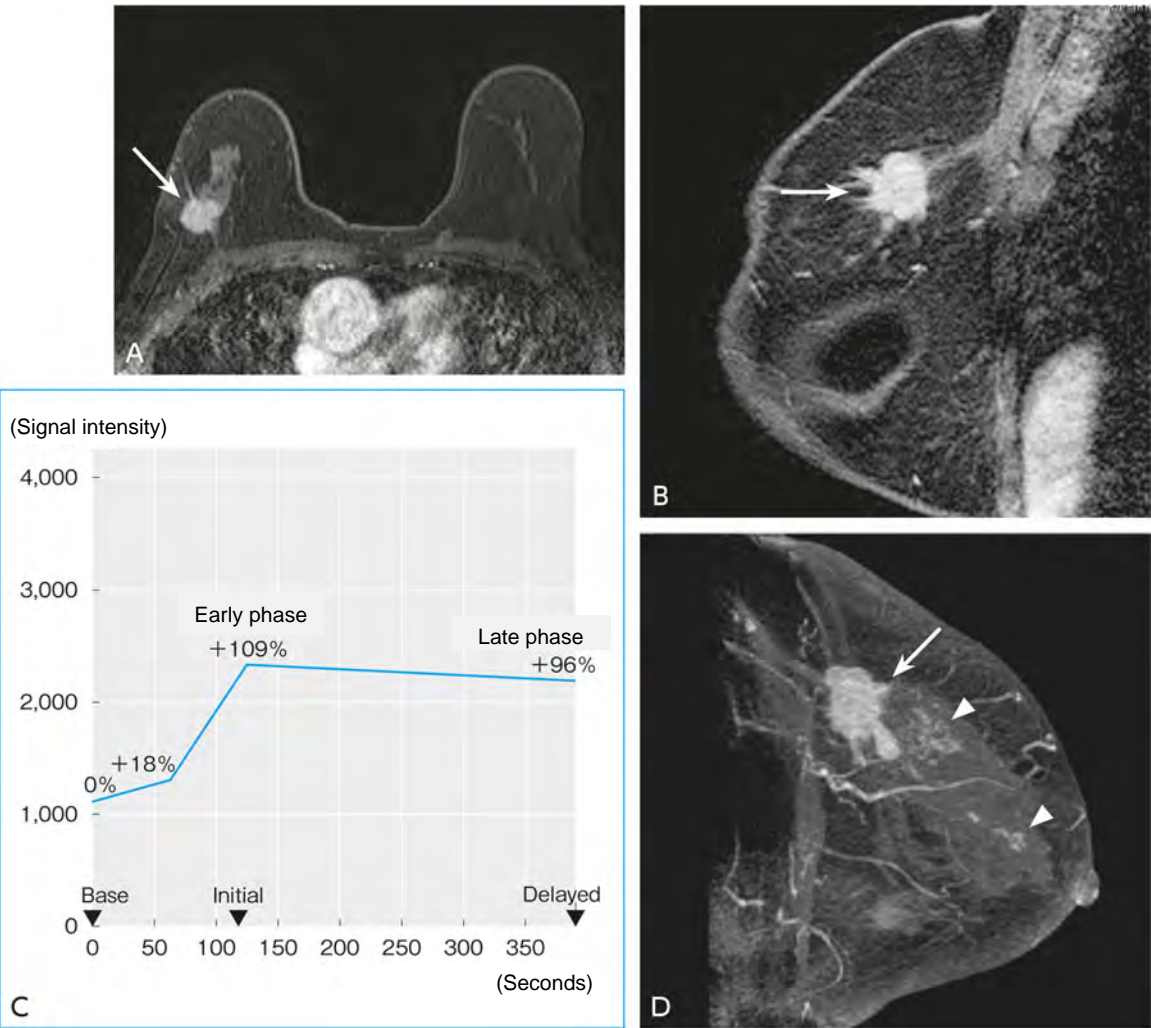 A
B
(Signal intensity)
4,000
3,000
2,000
1,000
0
Early phase
+109%
Late phase
+96%
+18%
0%
Base
Initial
Delayed
0
50
100
150
200
250
300
350
(Seconds)
C
D